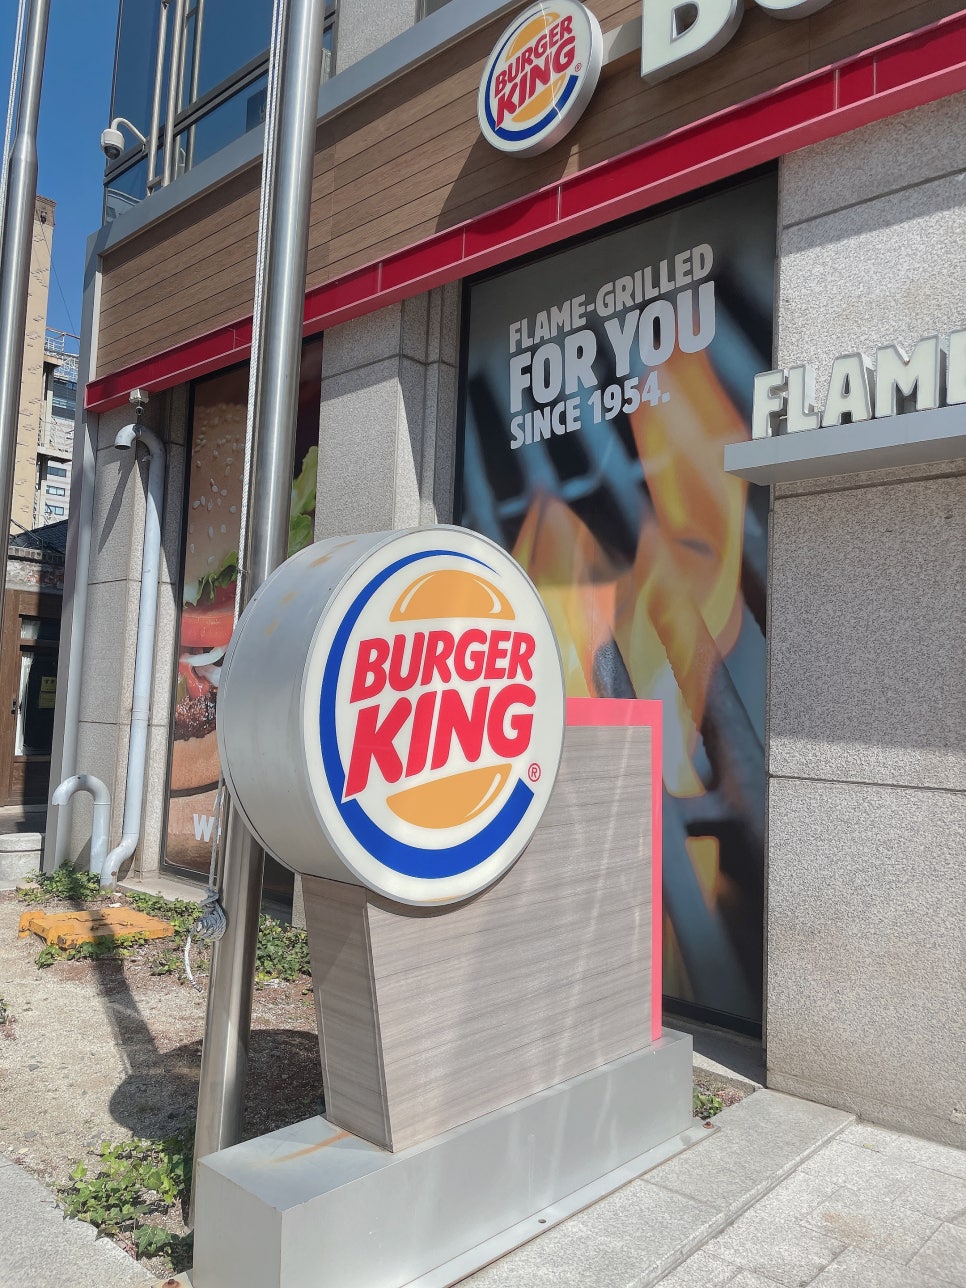 BURGER
KING
®
FLAME-GRILLED
FOR YOU
SINCE 1954.
FLAM
BURGER
KING
®
W